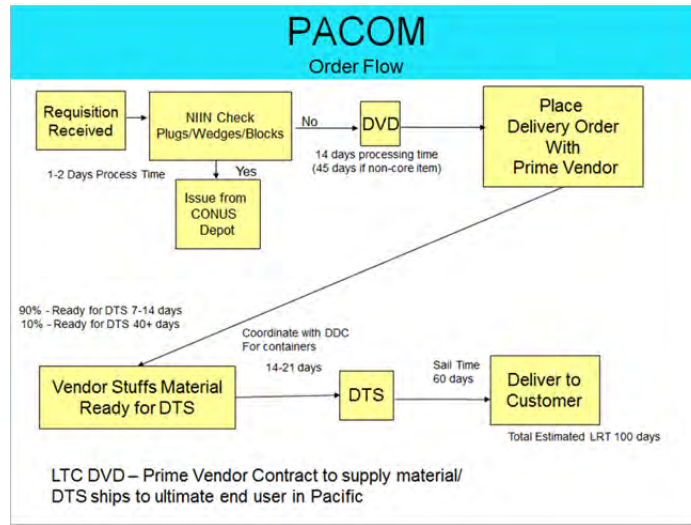 PACOM
Order Flow
Requisition
Received
NIIN Check
Plugs/Wedges/Blocks
No
DVD
Place
Delivery Order
With
Prime Vendor
1-2 Days Process Time
Yes
14 days processing time
(45 days if non-core item)
Issue from
CONUS
Depot
90% - Ready for DTS 7-14 days
10% - Ready for DTS 40+ days
Coordinate with DDC
For containers
14-21 days
Vendor Stuffs Material
Ready for DTS
DTS
Sail Time
60 days
Deliver to
Customer
Total Estimated LRT 100 days
LTC DVD – Prime Vendor Contract to supply material/
DTS ships to ultimate end user in Pacific